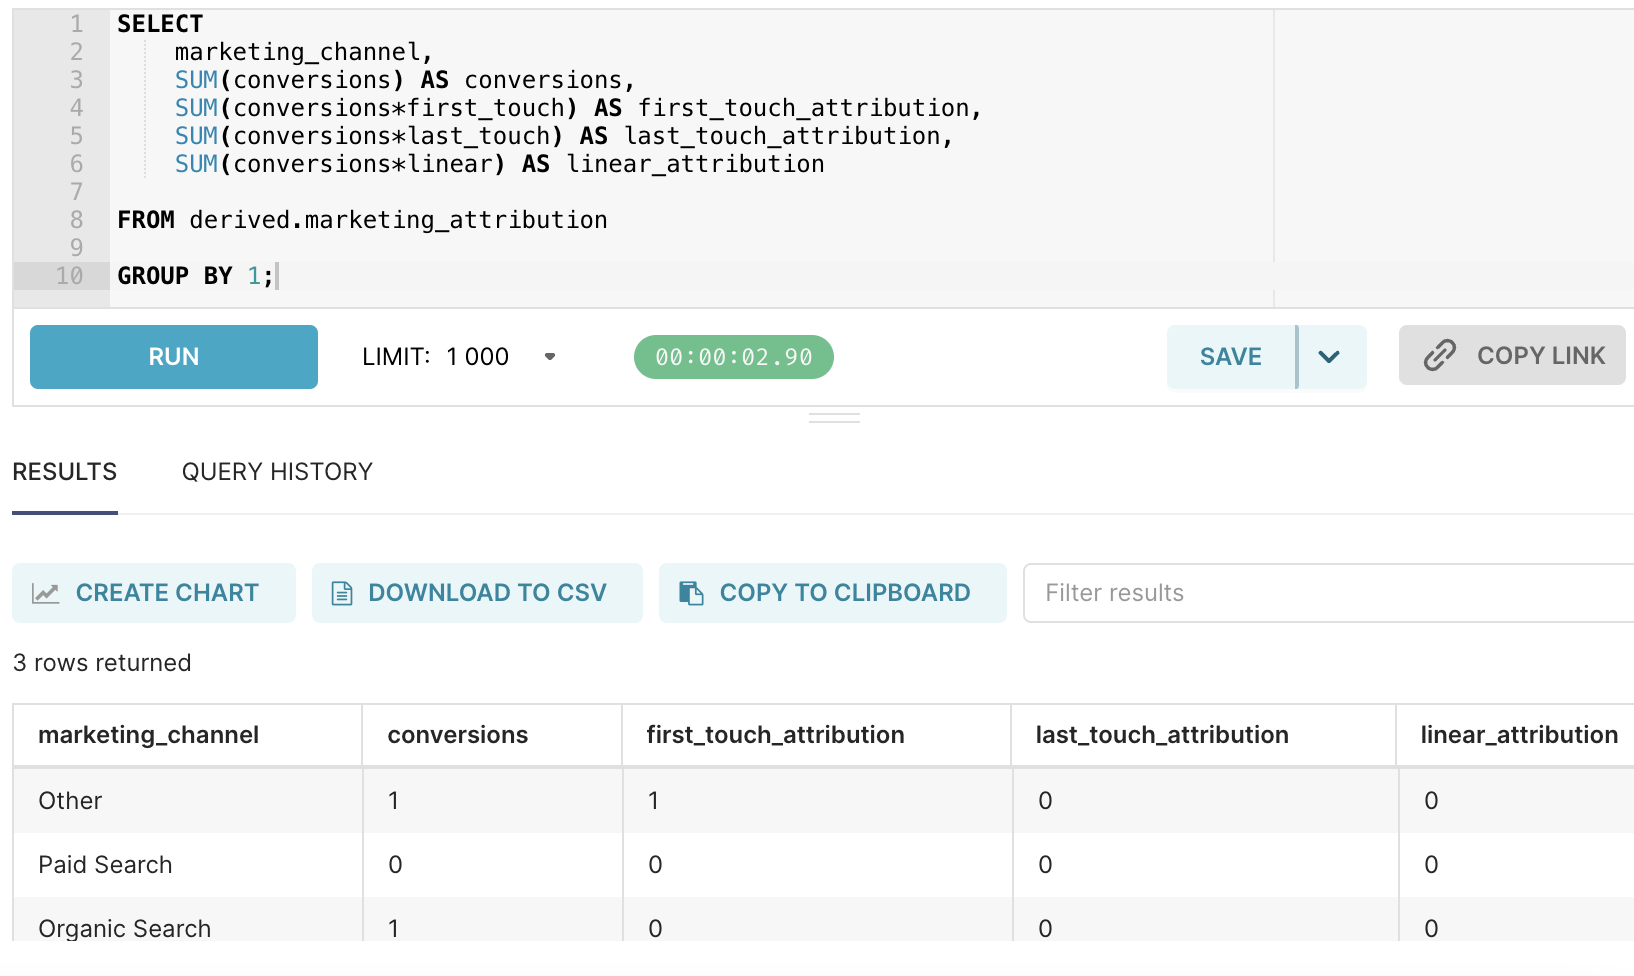 1 SELECT
2 marketing_channel,
3 SUM(conversions) AS conversions,
4 SUM(conversions*first_touch) AS first_touch_attribution,
5 SUM(conversions*last_touch) AS last_touch_attribution,
6 SUM(conversions*linear) AS linear_attribution
7
8 FROM derived.marketing_attribution
9
10 GROUP BY 1;
RUN LIMIT: 1 000 00:00:02.90 SAVE COPY LINK
RESULTS QUERY HISTORY
CREATE CHART DOWNLOAD TO CSV COPY TO CLIPBOARD Filter results
3 rows returned
marketing_channel conversions first_touch_attribution last_touch_attribution linear_attribution
Other 1 1 0 0
Paid Search 0 0 0 0
Organic Search 1 0 0 0